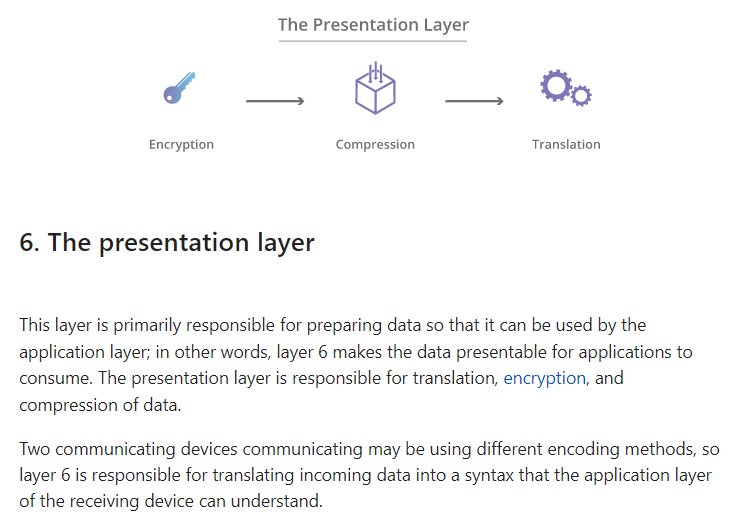 The Presentation Layer
Encryption
Compression
Translation
6. The presentation layer
This layer is primarily responsible for preparing data so that it can be used by the
application layer; in other words, layer 6 makes the data presentable for applications to
consume. The presentation layer is responsible for translation, encryption, and
compression of data.
Two communicating devices communicating may be using different encoding methods, so
layer 6 is responsible for translating incoming data into a syntax that the application layer
of the receiving device can understand.